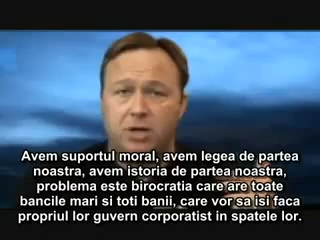 Avem suportul moral, avem legea de partea
noastra, avem istoria de partea noastra,
problema este birocratia care are toate
bancile mari si toti banii, care vor sa isi faca
propriul lor guvern corporatist in spatele lor.